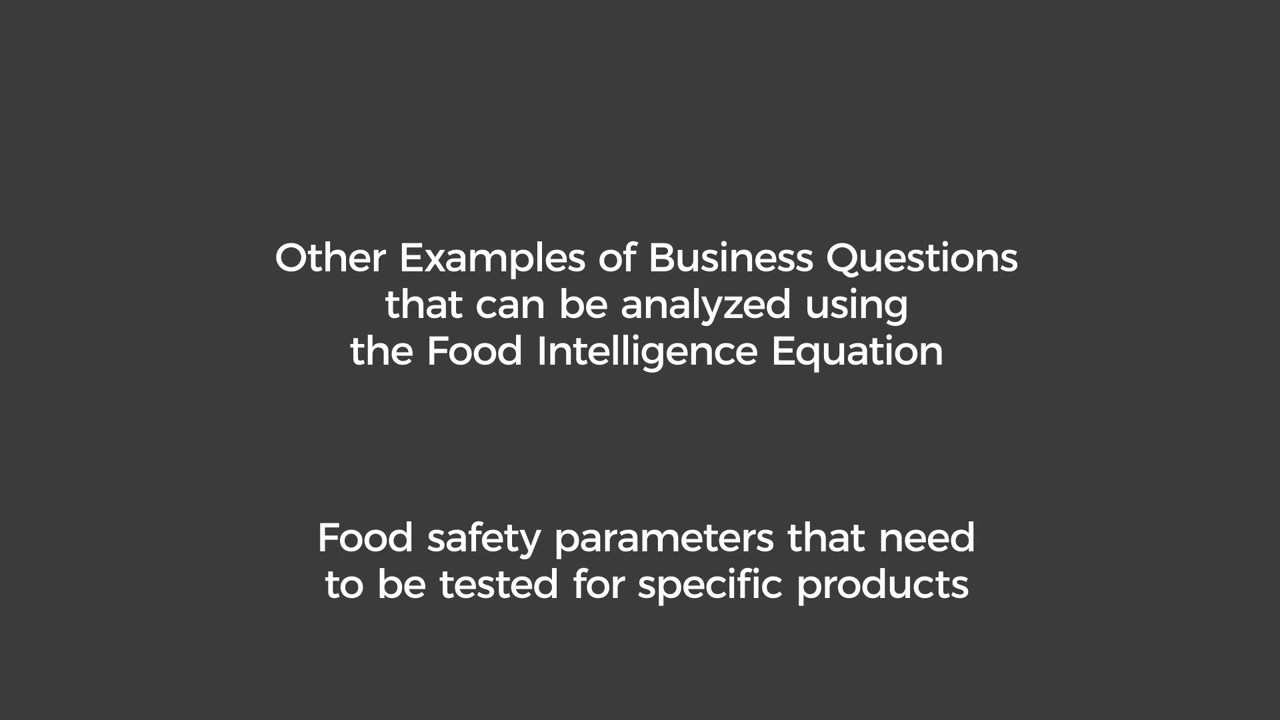 Other Examples of Business Questions
that can be analyzed using
the Food Intelligence Equation
Food safety parameters that need
to be tested for specific products